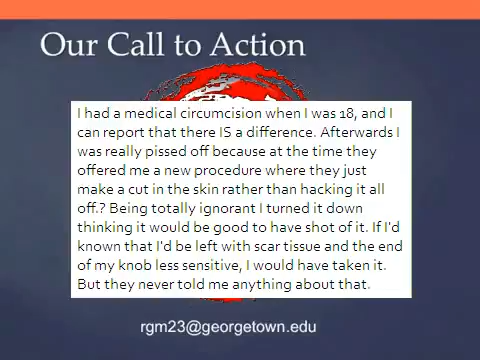 Our Call to Action
I had a medical circumcision when I was 18, and I
can report that there IS a difference. Afterwards I
was really pissed off because at the time they
offered me a new procedure where they just
make a cut in the skin rather than hacking it all
off.? Being totally ignorant I turned it down
thinking it would be good to have shot of it. If I'd
known that I'd be left with scar tissue and the end
of my knob less sensitive, I would have taken it.
But they never told me anything about that.
rgm23@georgetown.edu